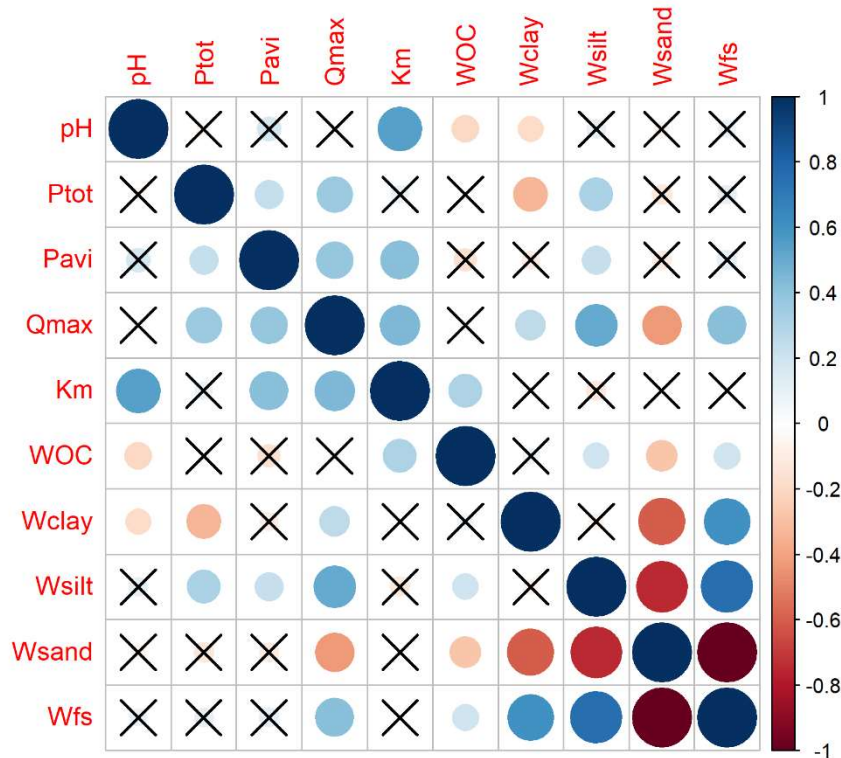 pH
Ptot
Pavi
Qmax
Km
WOC
Wclay
Wsilt
Wsand
Wfs
pH
Ptot
Pavi
Qmax
Km
WOC
Wclay
Wsilt
Wsand
Wfs
1
0.8
0.6
0.4
0.2
0
-0.2
-0.4
-0.6
-0.8
-1